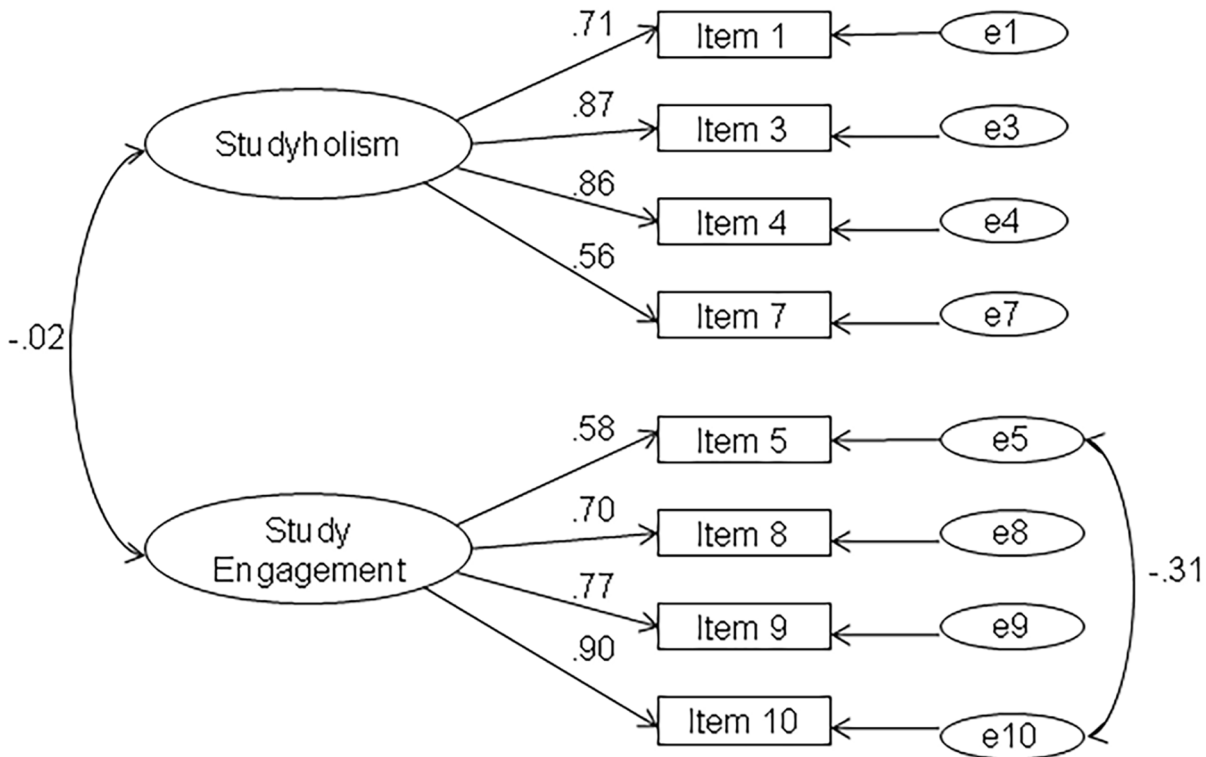 .71
Item 1
e1
.87
Item 3
e3
Studyholism
.86
Item 4
e4
.56
Item 7
e7
-.02
.58
Item 5
e5
.70
Item 8
e8
Study
Engagement
-.31
.77
Item 9
e9
.90
Item 10
e10